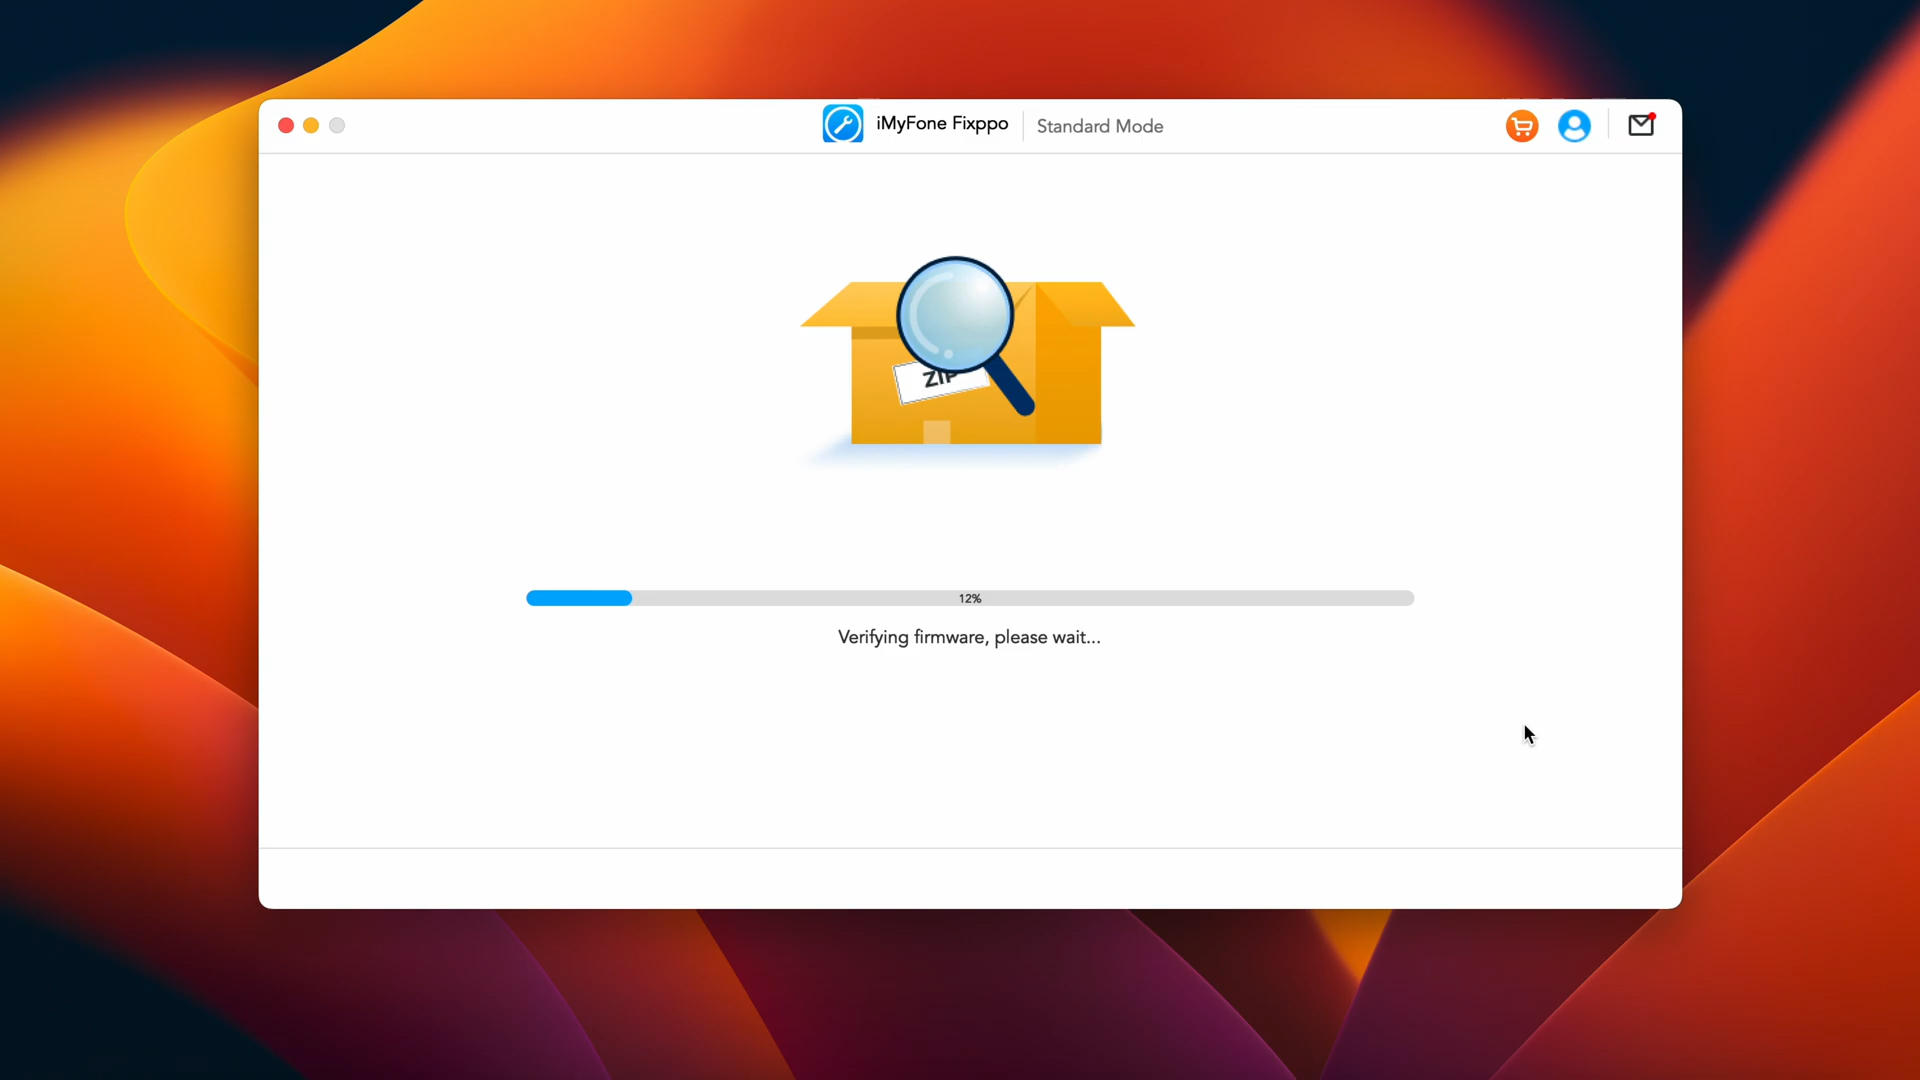 iMyFone Fixppo
Standard Mode
ZIP
12%
Verifying firmware, please wait...